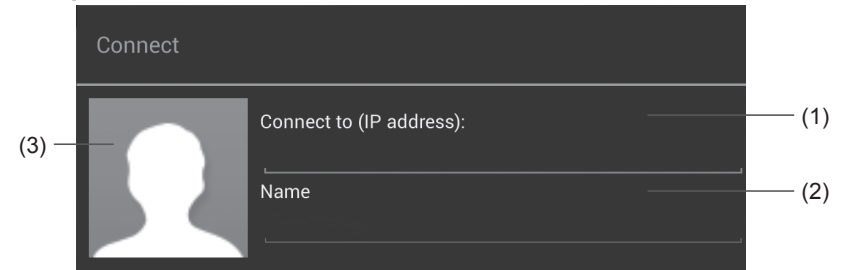 Connect
Connect to (IP address):
(1)
(3)
Name
(2)